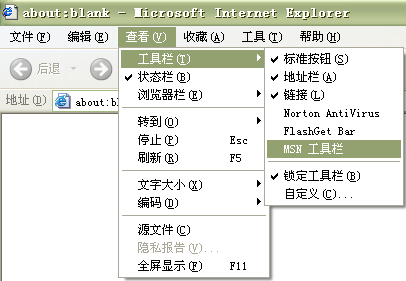 about:blank - Microsoft Internet Explorer
文件(F) 编辑(E) 查看(V) 收藏(A) 工具(T) 帮助(H)
后退
地址(D) about:bl
工具栏(T)
状态栏(B)
浏览器栏(E)
转到(O)
停止(P) Esc
刷新(R) F5
文字大小(X)
编码(D)
源文件(C)
隐私报告(V)...
全屏显示(F) F11
标准按钮(S)
地址栏(A)
链接(L)
Norton AntiVirus
FlashGet Bar
MSN 工具栏
锁定工具栏(B)
自定义(C)...